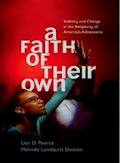 a
FAITH
OF THEIR
OWN
Stability and Change
in the Religiosity of
America's Adolescents
Lisa D. Pearce
Melinda Lundquist Denton